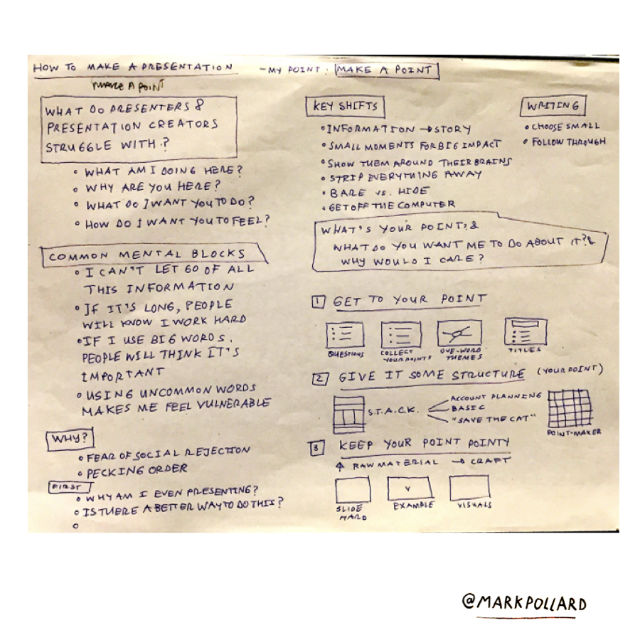 HOW TO MAKE A PRESENTATION
- MY POINT: MAKE A POINT
MAKE A POINT
WHAT DO PRESENTERS &
PRESENTATION CREATORS
STRUGGLE WITH?
• WHAT AM I DOING HERE?
• WHY ARE YOU HERE?
• WHAT DO I WANT YOU TO DO?
• HOW DO I WANT YOU TO FEEL?
COMMON MENTAL BLOCKS
• I CAN'T LET GO OF ALL
THIS INFORMATION
• IF IT'S LONG, PEOPLE
WILL KNOW I WORK HARD
• IF I USE BIG WORDS,
PEOPLE WILL THINK IT'S
IMPORTANT
• USING UNCOMMON WORDS
MAKES ME FEEL VULNERABLE
WHY?
• FEAR OF SOCIAL REJECTION
• PECKING ORDER
FIRST
• WHY AM I EVEN PRESENTING?
• IS THERE A BETTER WAY TO DO THIS?
KEY SHIFTS
• INFORMATION → STORY
• SMALL MOMENTS FOR BIG IMPACT
• SHOW THEM AROUND THEIR BRAINS
• STRIP EVERYTHING AWAY
• BARE VS. HIDE
• GET OFF THE COMPUTER
WRITING
• CHOOSE SMALL
• FOLLOW THROUGH
WHAT'S YOUR POINT? &
WHAT DO YOU WANT ME TO DO ABOUT IT? &
WHY WOULD I CARE?
1 GET TO YOUR POINT
QUESTIONS
COLLECT YOUR POINTS
ONE-WORD THEMES
TITLES
2 GIVE IT SOME STRUCTURE (YOUR POINT)
S.T.A.C.K.
ACCOUNT PLANNING
BASIC
"SAVE THE CAT"
POINT-MAKER
3 KEEP YOUR POINT POINTY
↑ RAW MATERIAL → CRAFT
SLIDE
EXAMPLE
VISUALS
@MARKPOLLARD